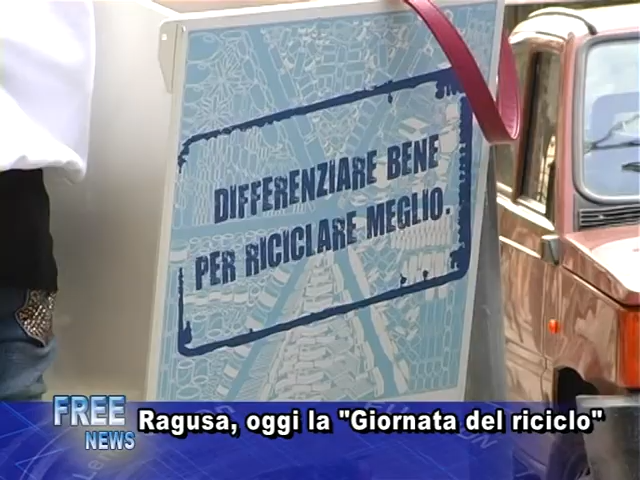 DIFFERENZIARE BENE
PER RICICLARE MEGLIO.
FREE
NEWS
Ragusa, oggi la "Giornata del riciclo"